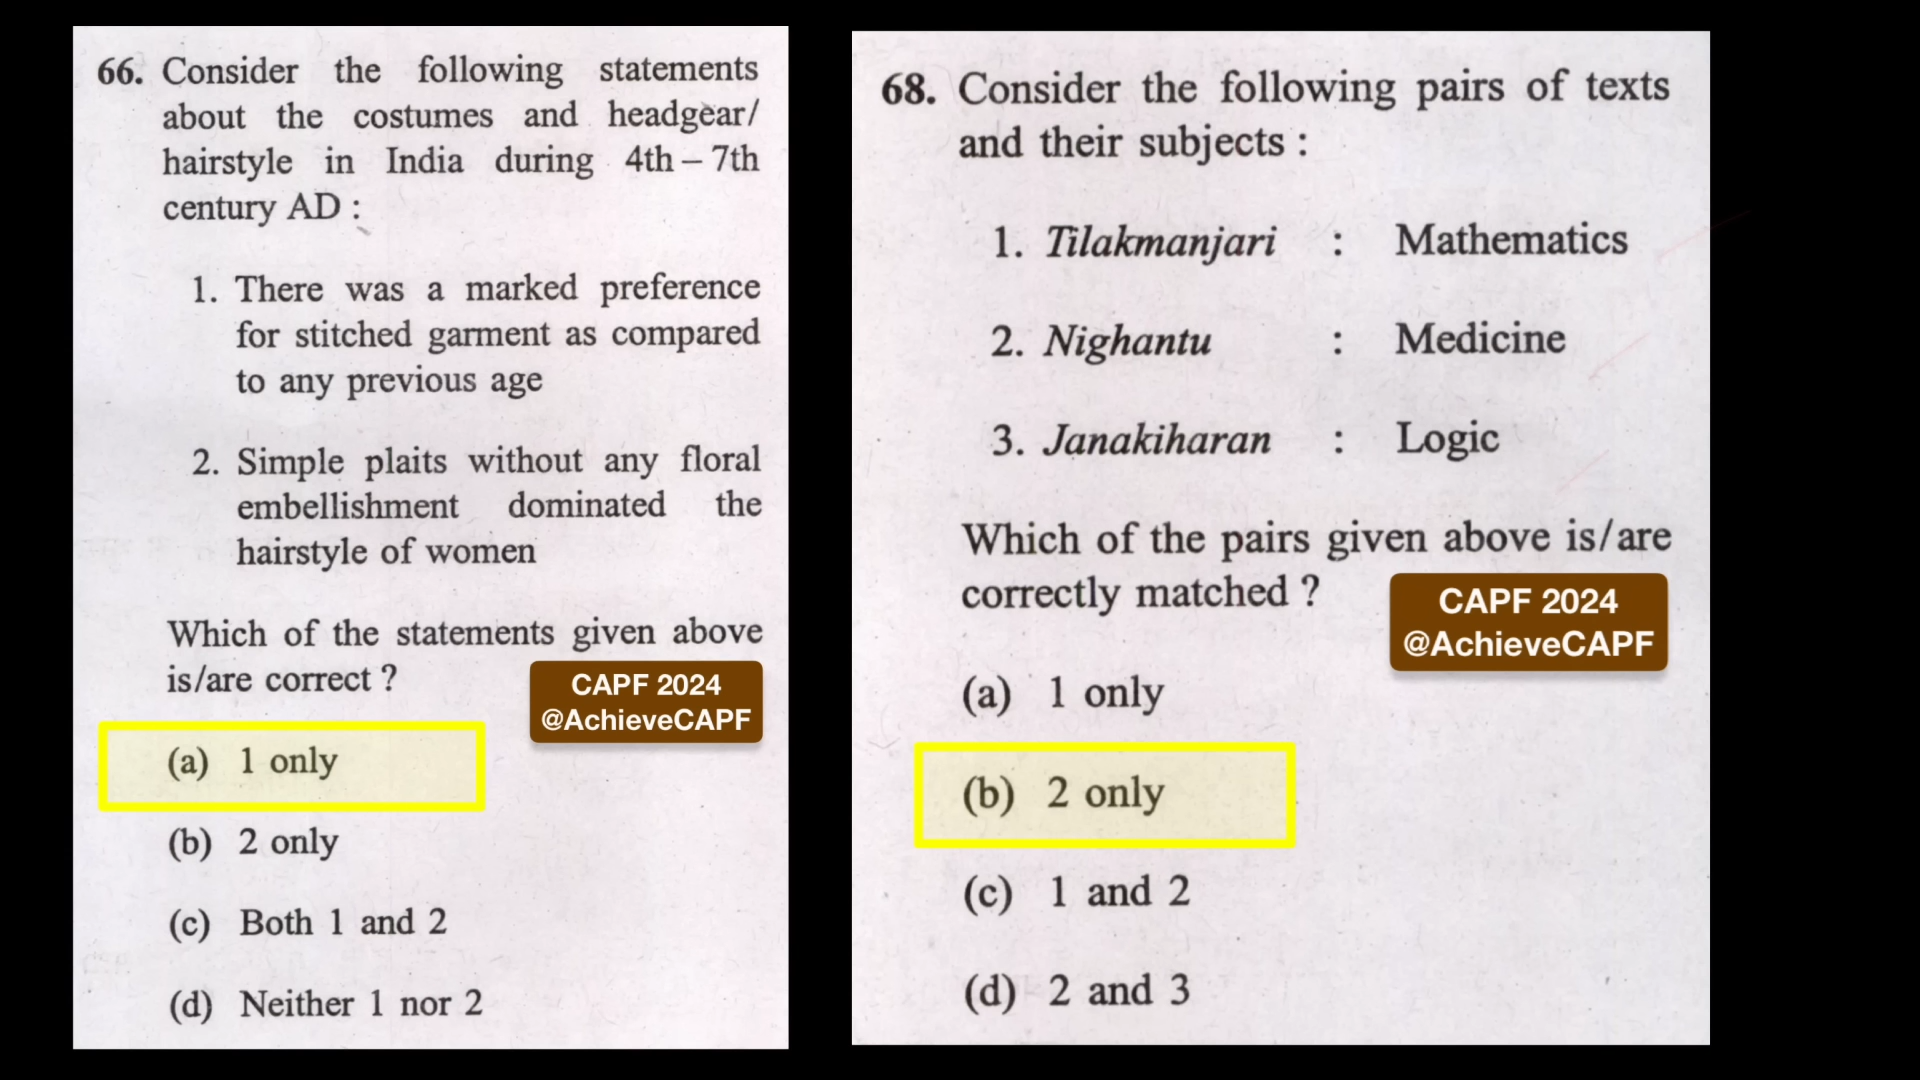 66. Consider the following statements
about the costumes and headgear/
hairstyle in India during 4th – 7th
century AD :
1. There was a marked preference
for stitched garment as compared
to any previous age
2. Simple plaits without any floral
embellishment dominated the
hairstyle of women
Which of the statements given above
is/are correct ?
CAPF 2024
@AchieveCAPF
(a) 1 only
(b) 2 only
(c) Both 1 and 2
(d) Neither 1 nor 2
68. Consider the following pairs of texts
and their subjects :
1. Tilakmanjari : Mathematics
2. Nighantu : Medicine
3. Janakiharan : Logic
Which of the pairs given above is/are
correctly matched ?
CAPF 2024
@AchieveCAPF
(a) 1 only
(b) 2 only
(c) 1 and 2
(d) 2 and 3